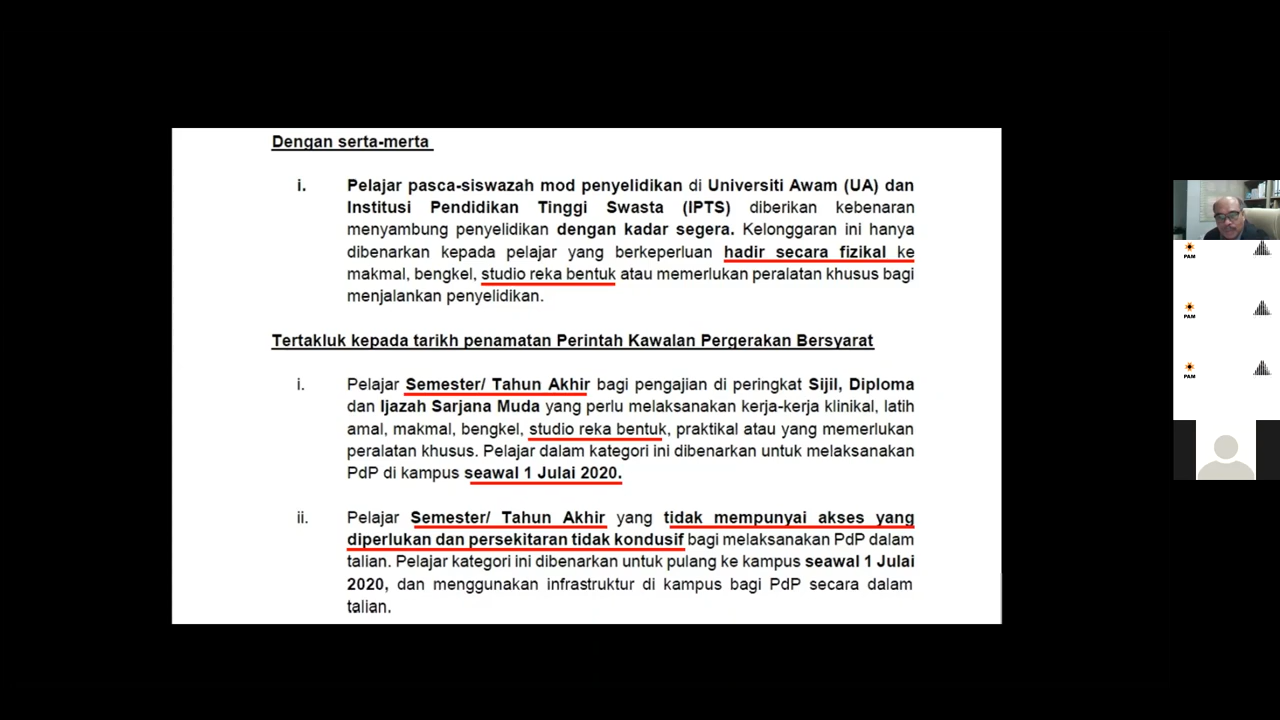 Dengan serta-merta
i. Pelajar pasca-siswazah mod penyelidikan di Universiti Awam (UA) dan
Institusi Pendidikan Tinggi Swasta (IPTS) diberikan kebenaran
menyambung penyelidikan dengan kadar segera. Kelonggaran ini hanya
dibenarkan kepada pelajar yang berkeperluan hadir secara fizikal ke
makmal, bengkel, studio reka bentuk atau memerlukan peralatan khusus bagi
menjalankan penyelidikan.
Tertakluk kepada tarikh penamatan Perintah Kawalan Pergerakan Bersyarat
i. Pelajar Semester/ Tahun Akhir bagi pengajian di peringkat Sijil, Diploma
dan Ijazah Sarjana Muda yang perlu melaksanakan kerja-kerja klinikal, latih
amal, makmal, bengkel, studio reka bentuk, praktikal atau yang memerlukan
peralatan khusus. Pelajar dalam kategori ini dibenarkan untuk melaksanakan
PdP di kampus seawal 1 Julai 2020.
ii. Pelajar Semester/ Tahun Akhir yang tidak mempunyai akses yang
diperlukan dan persekitaran tidak kondusif bagi melaksanakan PdP dalam
talian. Pelajar kategori ini dibenarkan untuk pulang ke kampus seawal 1 Julai
2020, dan menggunakan infrastruktur di kampus bagi PdP secara dalam
talian.
PAM
PAM
PAM